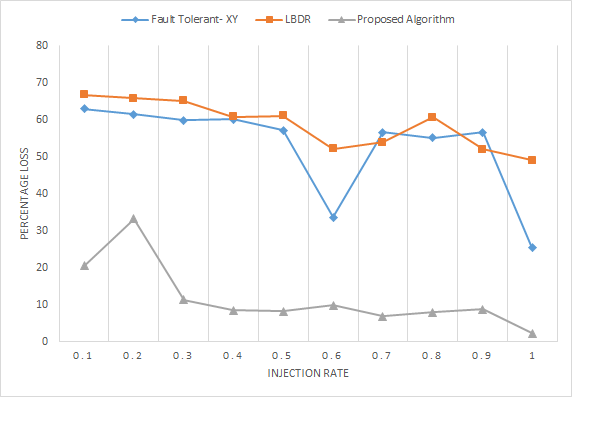 Fault Tolerant- XY LBDR Proposed Algorithm
80
70
60
50
40
30
20
10
0
PERCENTAGE LOSS
0.1 0.2 0.3 0.4 0.5 0.6 0.7 0.8 0.9 1
INJECTION RATE